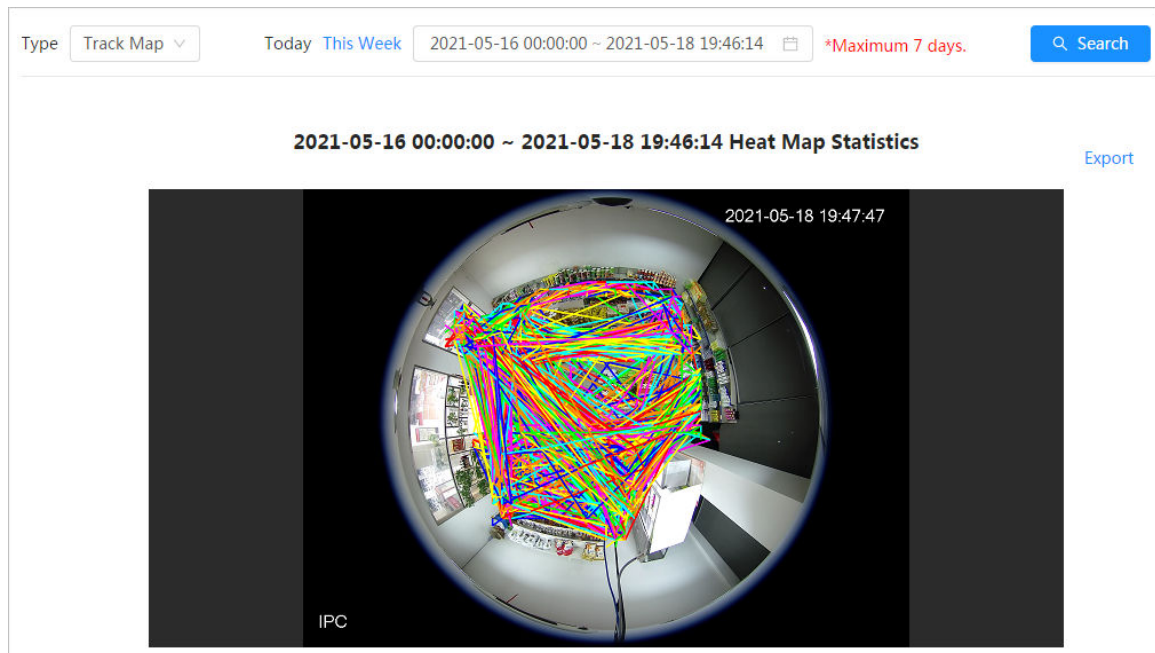 Type Track Map Today This Week 2021-05-16 00:00:00 ~ 2021-05-18 19:46:14 *Maximum 7 days. Search
2021-05-16 00:00:00 ~ 2021-05-18 19:46:14 Heat Map Statistics
Export
2021-05-18 19:47:47
IPC